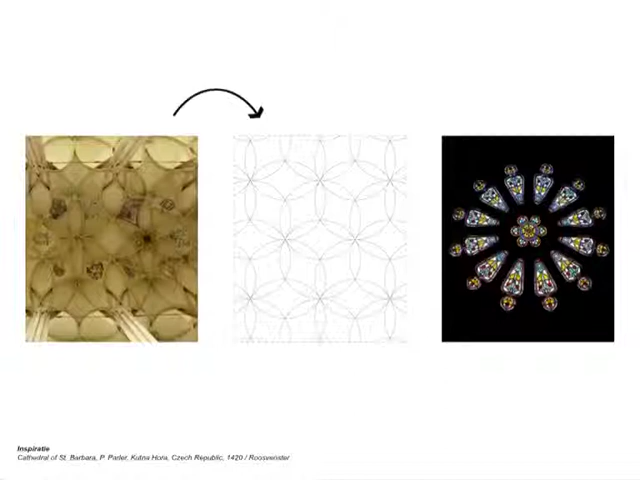 Inspiratie
Cathedral of St. Barbara, P. Parler, Kutna Hora, Czech Republic, 1420 / Roosvenster